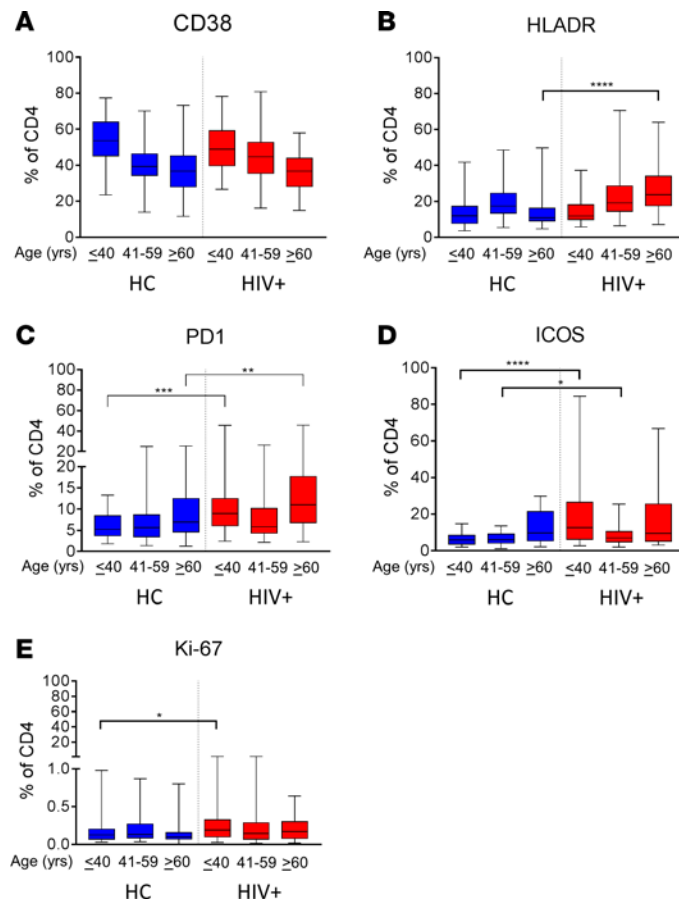 A
CD38
% of CD4
100
80
60
40
20
0
Age (yrs) ≤40 41-59 ≥60 ≤40 41-59 ≥60
HC HIV+
B
HLADR
% of CD4
100
80
60
40
20
0
****
Age (yrs) ≤40 41-59 ≥60 ≤40 41-59 ≥60
HC HIV+
C
PD1
% of CD4
100
80
60
40
20
15
10
5
0
***
**
Age (yrs) ≤40 41-59 ≥60 ≤40 41-59 ≥60
HC HIV+
D
ICOS
% of CD4
100
80
60
40
20
0
****
*
Age (yrs) ≤40 41-59 ≥60 ≤40 41-59 ≥60
HC HIV+
E
Ki-67
% of CD4
100
80
60
40
20
1.0
0.5
0.0
*
Age (yrs) ≤40 41-59 ≥60 ≤40 41-59 ≥60
HC HIV+